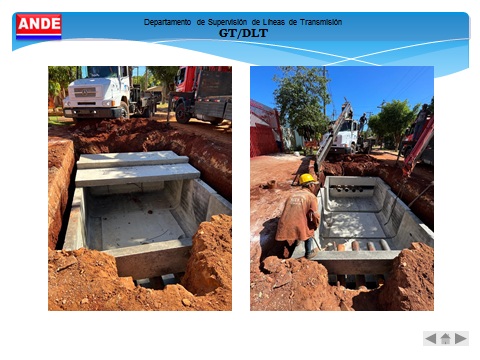 ANDE
Departamento de Supervisión de Líneas de Transmisión
GT/DLT